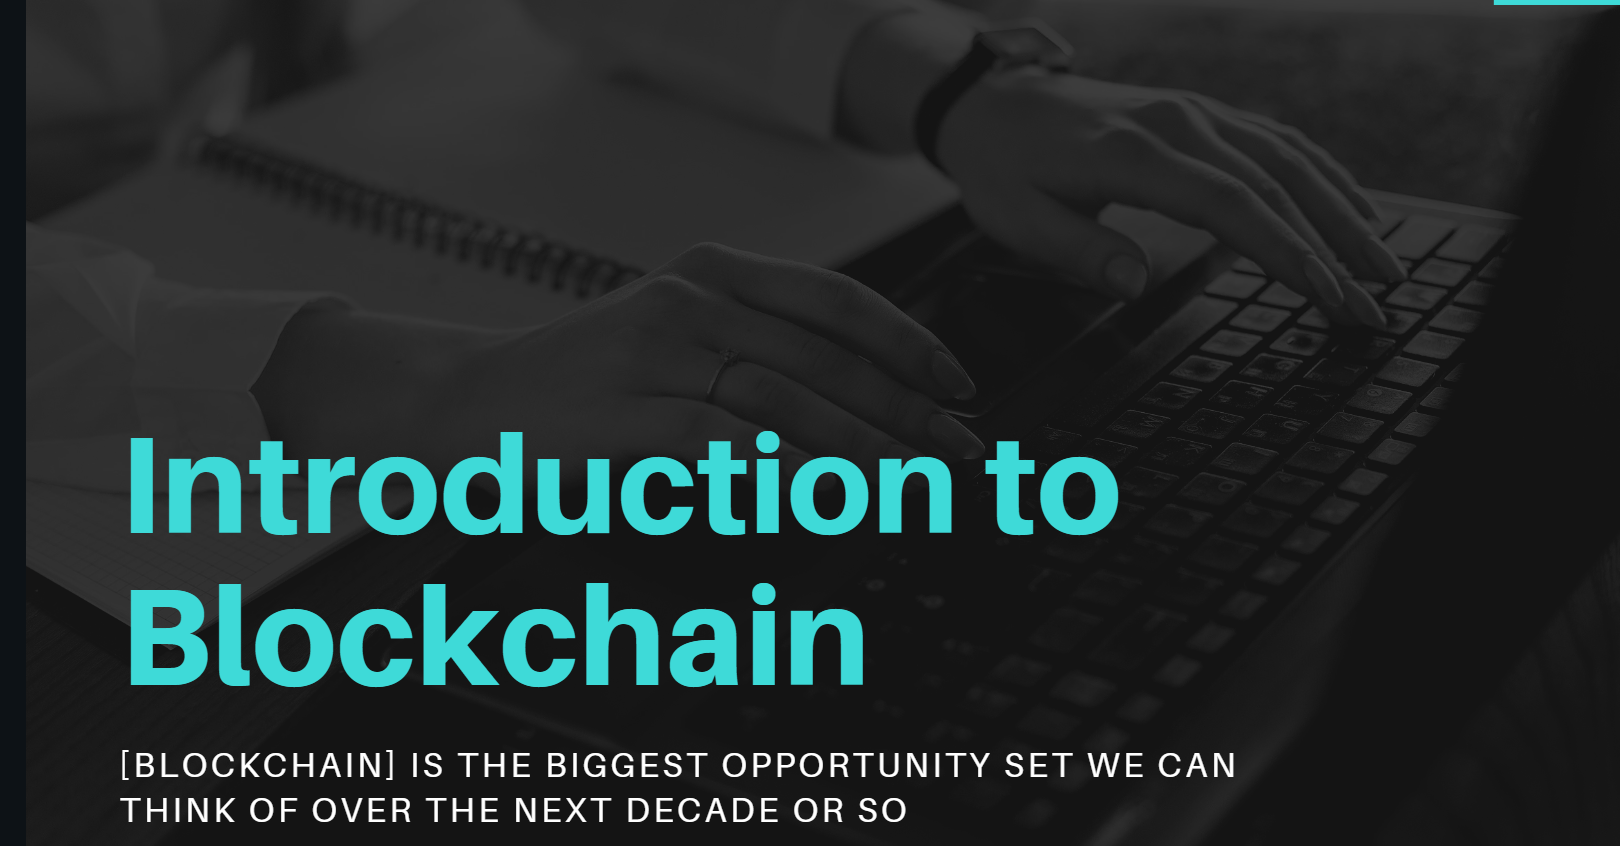 Introduction to
Blockchain
[BLOCKCHAIN] IS THE BIGGEST OPPORTUNITY SET WE CAN
THINK OF OVER THE NEXT DECADE OR SO